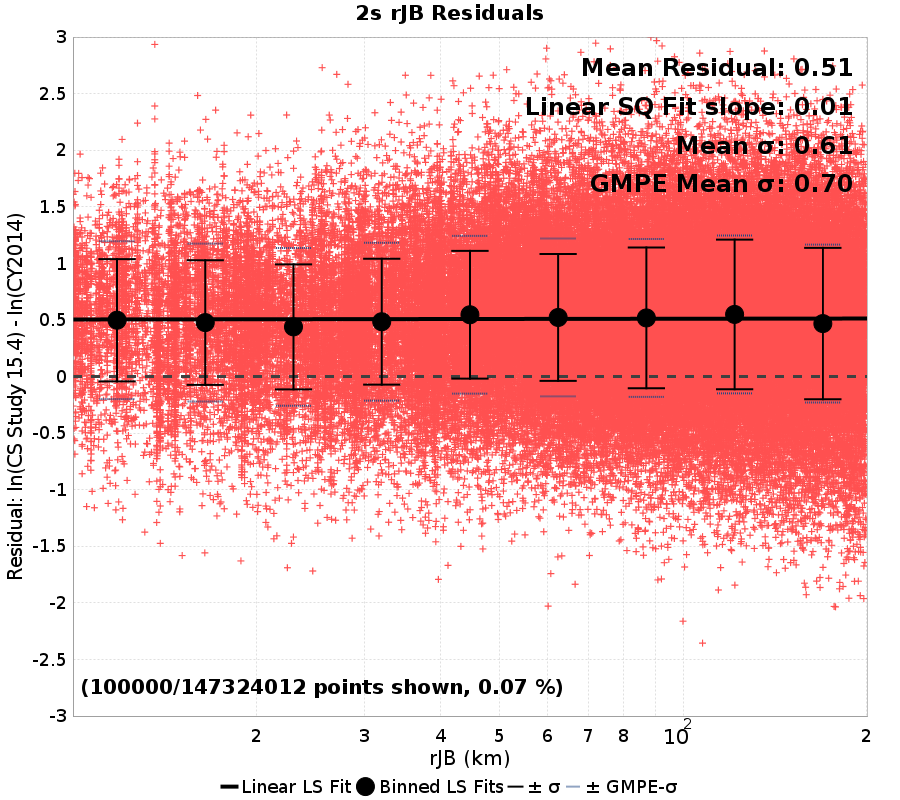 2s rJB Residuals
Mean Residual: 0.51
Linear SQ Fit slope: 0.01
Mean σ: 0.61
GMPE Mean σ: 0.70
Residual: ln(CS Study 15.4) - ln(CY2014)
3
2.5
2
1.5
1
0.5
0
-0.5
-1
-1.5
-2
-2.5
-3
(100000/147324012 points shown, 0.07 %)
2 3 4 5 6 7 8 10² 2
rJB (km)
Linear LS Fit Binned LS Fits ± σ ± GMPE-σ